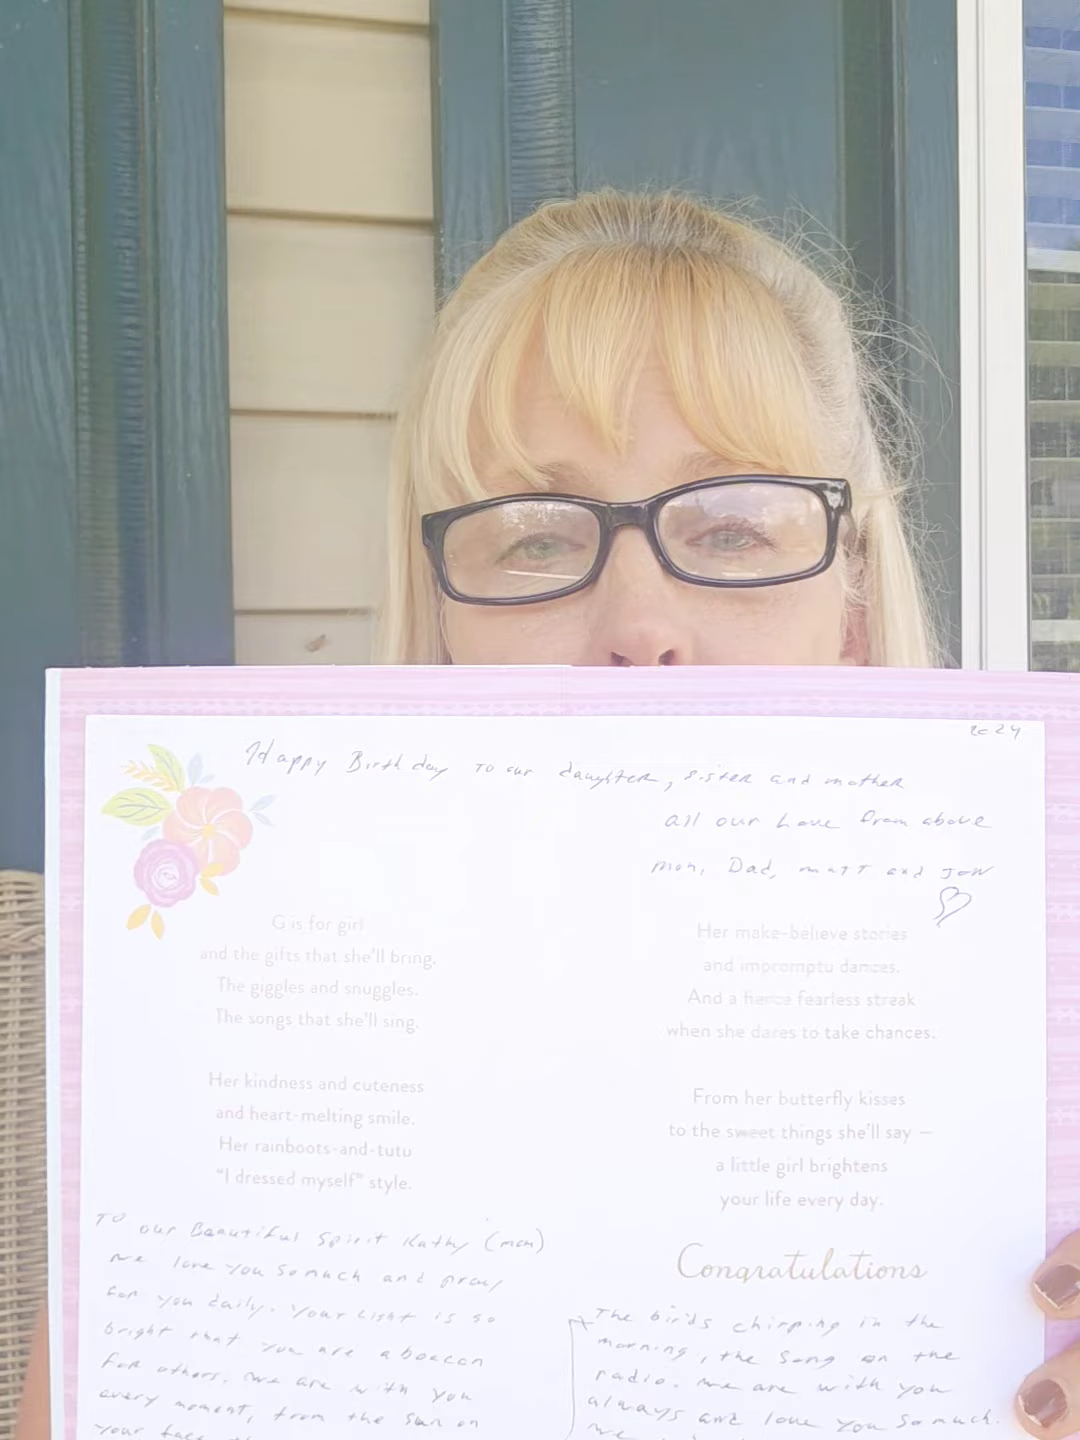 2024
Happy Birthday to our daughter, sister and mother
all our Love from above
mom, Dad, matt and
G is for girl
and the gifts that she'll bring.
The giggles and snuggles.
The songs that she'll sing.
Her kindness and cuteness
and heart-melting smile.
Her rainboots-and-tutu
"I dressed myself" style.
To our Beautiful Spirit Kathy (mom)
we love you so much and pray
for you daily. Your Light is so
bright that you are a beacon
for others. we are with you
every moment, from the sun on
your face
Her make-believe stories
and impromptu dances.
And a fierce fearless streak
when she dares to take chances.
From her butterfly kisses
to the sweet things she'll say —
a little girl brightens
your life every day.
Congratulations
The birds chirping in the
morning, the song on the
radio. we are with you
always and love you so much.
we